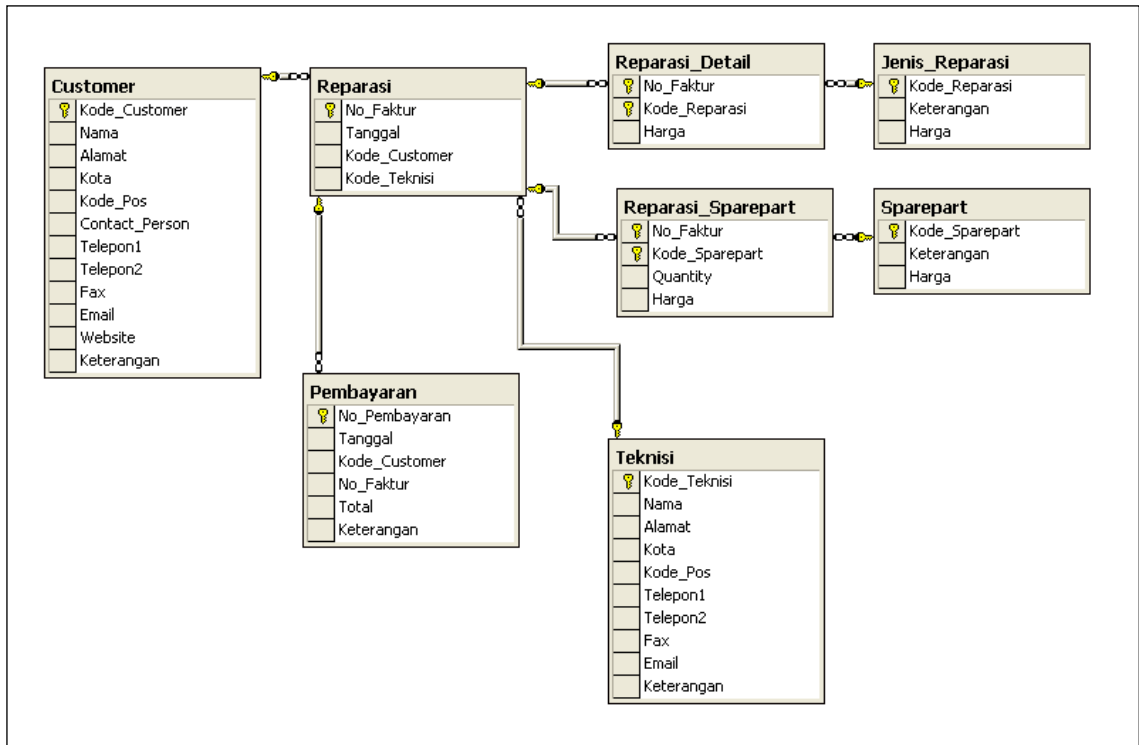 Customer
Kode_Customer
Nama
Alamat
Kota
Kode_Pos
Contact_Person
Telepon1
Telepon2
Fax
Email
Website
Keterangan
Reparasi
No_Faktur
Tanggal
Kode_Customer
Kode_Teknisi
Reparasi_Detail
No_Faktur
Kode_Reparasi
Harga
Jenis_Reparasi
Kode_Reparasi
Keterangan
Harga
Reparasi_Sparepart
No_Faktur
Kode_Sparepart
Quantity
Harga
Sparepart
Kode_Sparepart
Keterangan
Harga
Pembayaran
No_Pembayaran
Tanggal
Kode_Customer
No_Faktur
Total
Keterangan
Teknisi
Kode_Teknisi
Nama
Alamat
Kota
Kode_Pos
Telepon1
Telepon2
Fax
Email
Keterangan